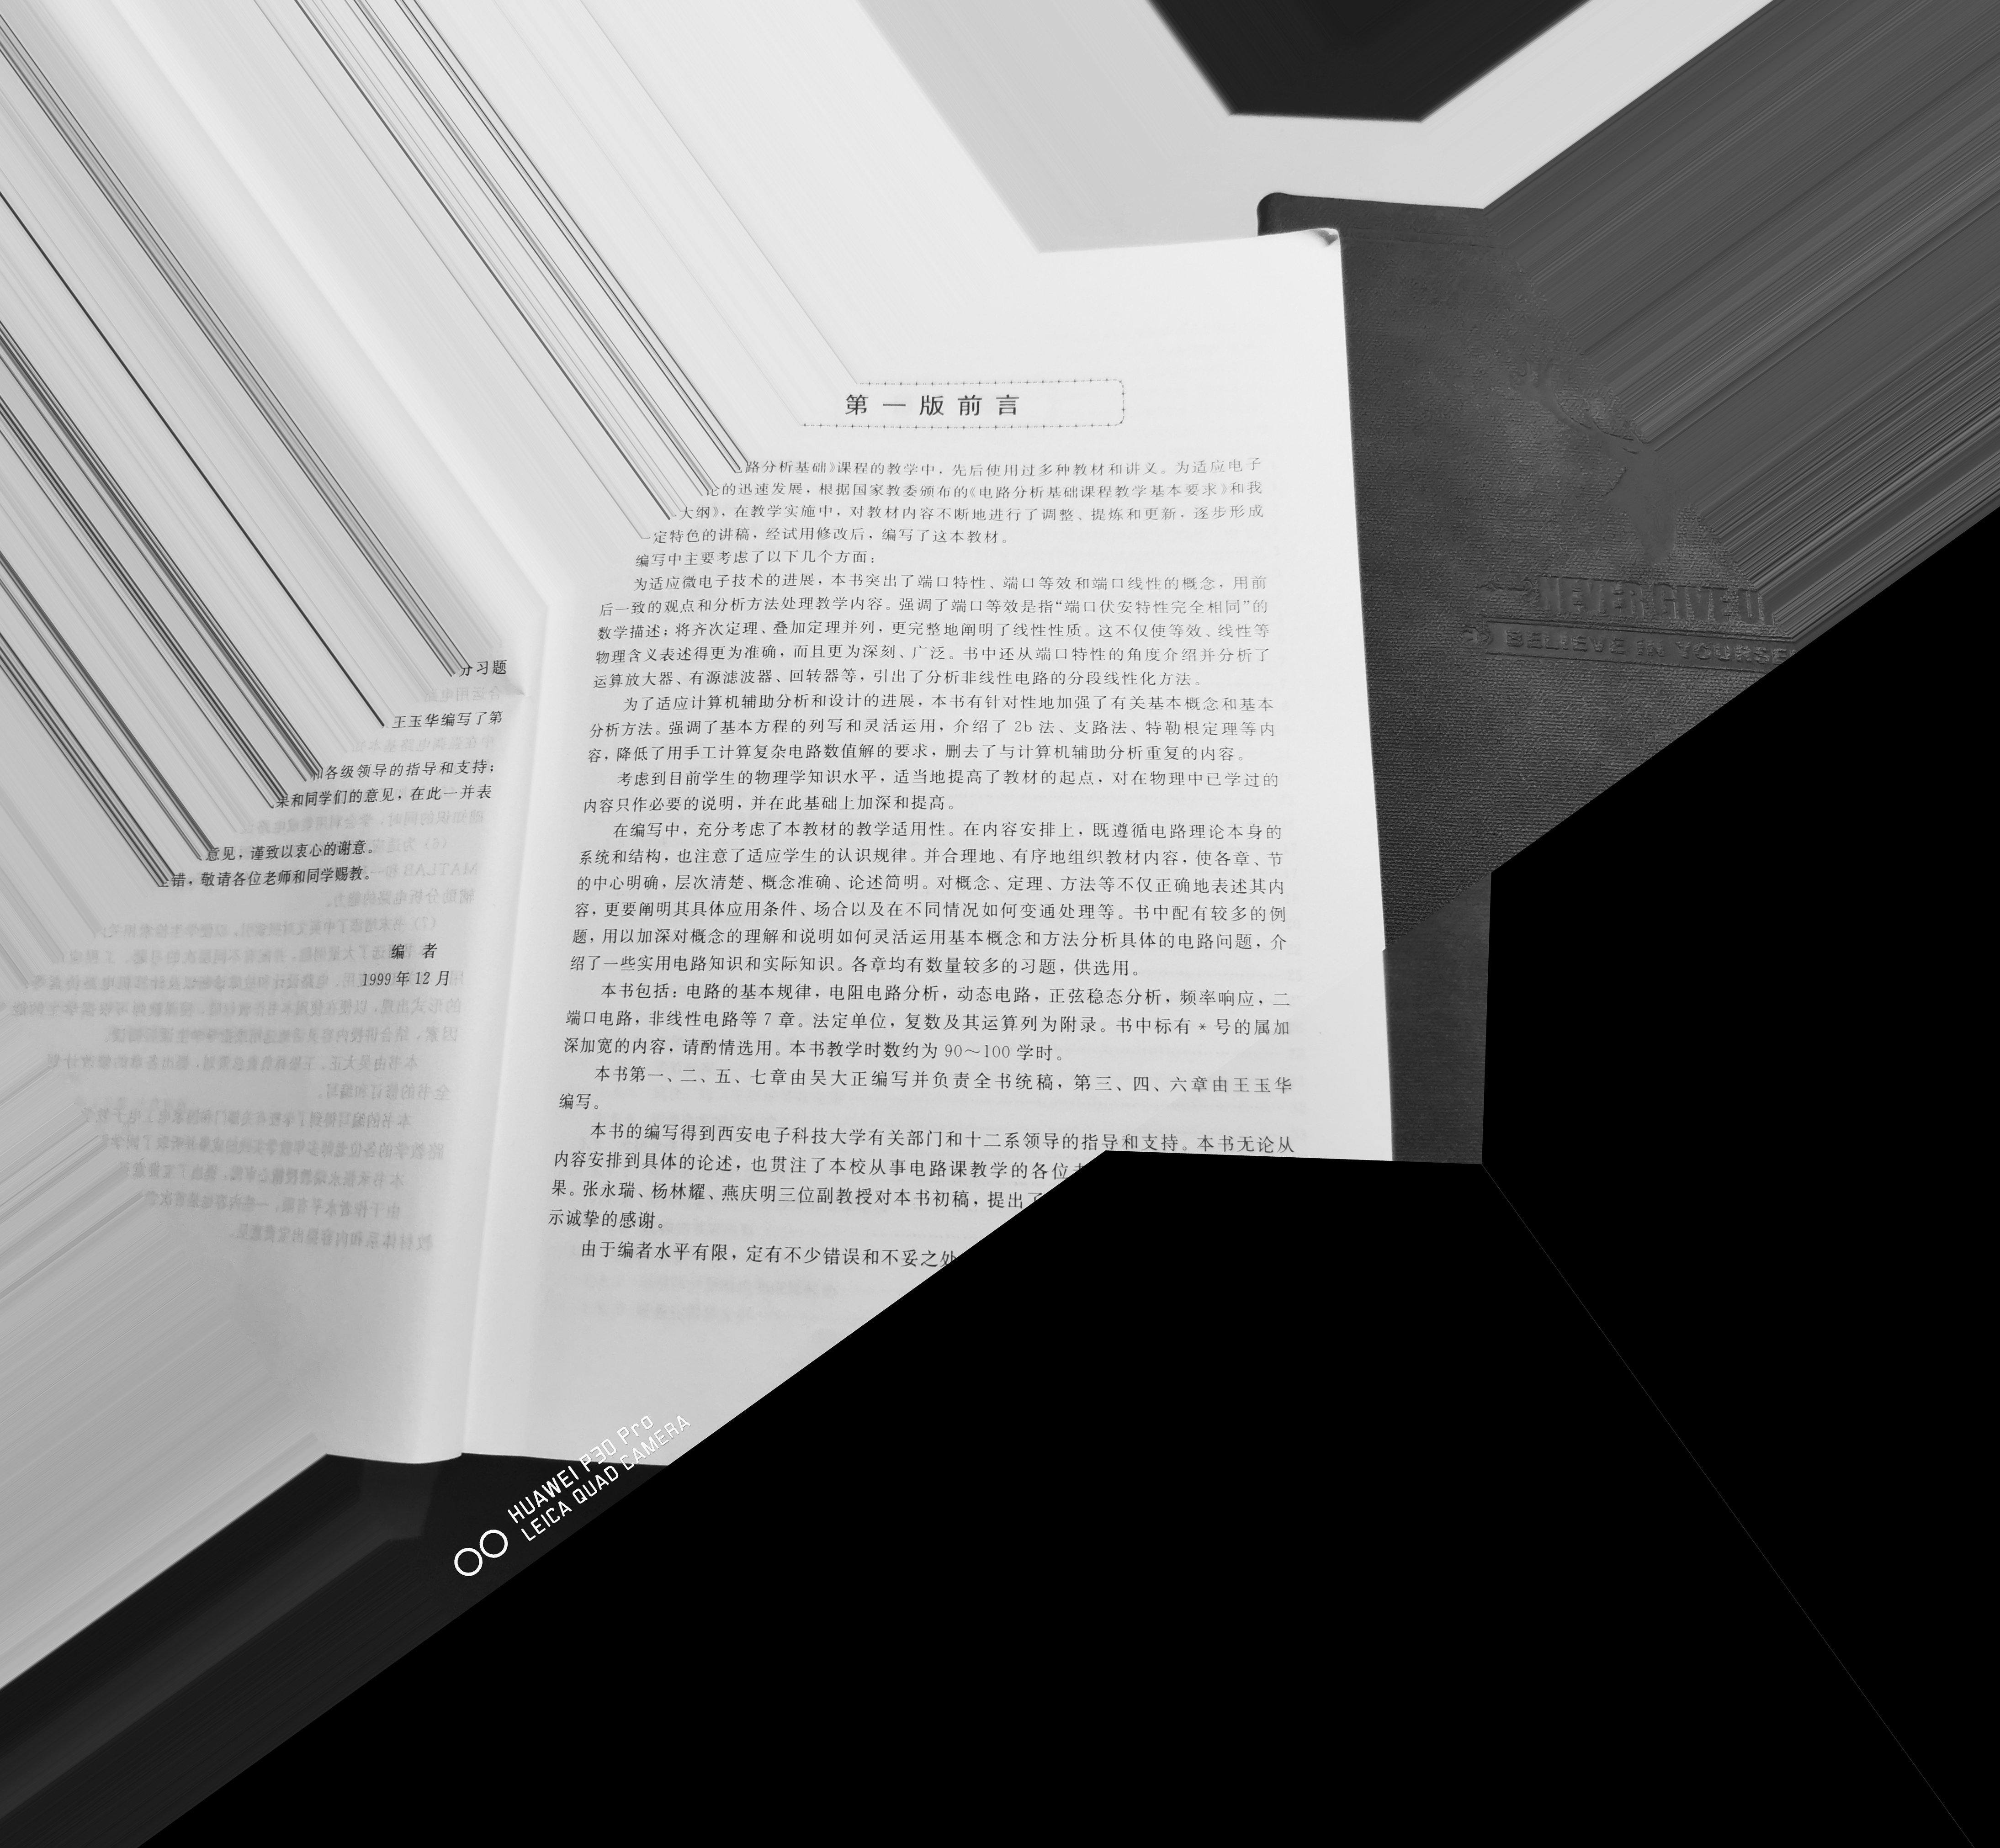 分习题
王玉华编写了第
和各级领导的指导和支持；
果和同学们的意见，在此一并表
意见，谨致以衷心的谢意。
错，敬请各位老师和同学赐教。
编 者
1999年12月
第一版前言
路分析基础》课程的教学中，先后使用过多种教材和讲义。为适应电子
论的迅速发展，根据国家教委颁布的《电路分析基础课程教学基本要求》和我
大纲》，在教学实施中，对教材内容不断地进行了调整、提炼和更新，逐步形成
一定特色的讲稿，经试用修改后，编写了这本教材。
编写中主要考虑了以下几个方面：
为适应微电子技术的进展，本书突出了端口特性、端口等效和端口线性的概念，用前
后一致的观点和分析方法处理教学内容。强调了端口等效是指“端口伏安特性完全相同”的
数学描述；将齐次定理、叠加定理并列，更完整地阐明了线性性质。这不仅使等效、线性等
物理含义表述得更为准确，而且更为深刻、广泛。书中还从端口特性的角度介绍并分析了
运算放大器、有源滤波器、回转器等，引出了分析非线性电路的分段线性化方法。
为了适应计算机辅助分析和设计的进展，本书有针对性地加强了有关基本概念和基本
分析方法。强调了基本方程的列写和灵活运用，介绍了 2b 法、支路法、特勒根定理等内
容，降低了用手工计算复杂电路数值解的要求，删去了与计算机辅助分析重复的内容。
考虑到目前学生的物理学知识水平，适当地提高了教材的起点，对在物理中已学过的
内容只作必要的说明，并在此基础上加深和提高。
在编写中，充分考虑了本教材的教学适用性。在内容安排上，既遵循电路理论本身的
系统和结构，也注意了适应学生的认识规律。并合理地、有序地组织教材内容，使各章、节
的中心明确，层次清楚、概念准确、论述简明。对概念、定理、方法等不仅正确地表述其内
容，更要阐明其具体应用条件、场合以及在不同情况如何变通处理等。书中配有较多的例
题，用以加深对概念的理解和说明如何灵活运用基本概念和方法分析具体的电路问题，介
绍了一些实用电路知识和实际知识。各章均有数量较多的习题，供选用。
本书包括：电路的基本规律，电阻电路分析，动态电路，正弦稳态分析，频率响应，二
端口电路，非线性电路等 7 章。法定单位，复数及其运算列为附录。书中标有 * 号的属加
深加宽的内容，请酌情选用。本书教学时数约为 90～100 学时。
本书第一、二、五、七章由吴大正编写并负责全书统稿，第三、四、六章由王玉华
编写。
本书的编写得到西安电子科技大学有关部门和十二系领导的指导和支持。本书无论从
内容安排到具体的论述，也贯注了本校从事电路课教学的各位
果。张永瑞、杨林耀、燕庆明三位副教授对本书初稿，提出了
示诚挚的感谢。
由于编者水平有限，定有不少错误和不妥之处
NEVER GIVE U
BELIEVE IN YOURSE
HUAWEI P30 Pro
LEICA QUAD CAMERA